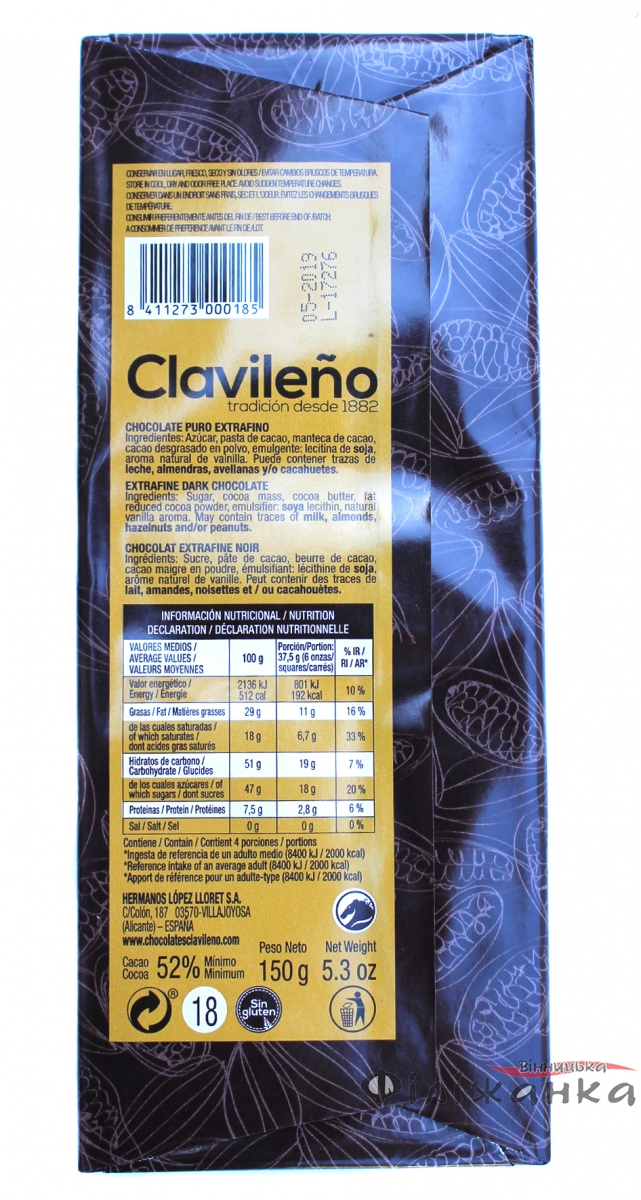 CONSERVAR EN LUGAR, FRESCO, SECO Y SIN OLORES / EVITAR CAMBIOS BRUSCOS DE TEMPERATURA.
STORE IN COOL, DRY AND ODOR FREE PLACE. AVOID SUDDEN TEMPERATURE CHANGES.
CONSERVER DANS UN ENDROIT SANS FRAIS, SEC ET L'ODEUR. ÉVITEZ LES CHANGEMENTS BRUSQUES
DE TEMPÉRATURE.
CONSUMIR PREFERENTEMENTE ANTES DEL FIN DE / BEST BEFORE END OF /BATCH:
A CONSOMMER DE PREFERENCE AVANT LE FIN DE /LOT.
05-2019
L-17276
8 411273 000185
Clavileño
tradición desde 1882
CHOCOLATE PURO EXTRAFINO
Ingredientes: Azúcar, pasta de cacao, manteca de cacao,
cacao desgrasado en polvo, emulgente: lecitina de soja,
aroma natural de vainilla. Puede contener trazas de
leche, almendras, avellanas y/o cacahuetes.
EXTRAFINE DARK CHOCOLATE
Ingredients: Sugar, cocoa mass, cocoa butter, fat
reduced cocoa powder, emulsifier: soya lecithin, natural
vanilla aroma. May contain traces of milk, almonds,
hazelnuts and/or peanuts.
CHOCOLAT EXTRAFINE NOIR
Ingrédients: Sucre, pâte de cacao, beurre de cacao,
cacao maigre en poudre, émulsifiant: lécithine de soja,
arôme naturel de vanille. Peut contenir des traces de
lait, amandes, noisettes et / ou cacahouètes.
INFORMACIÓN NUTRICIONAL / NUTRITION
DECLARATION / DÉCLARATION NUTRITIONNELLE
VALORES MEDIOS / AVERAGE VALUES / VALEURS MOYENNES 100 g Porción/Portion: 37,5 g (6 onzas/ squares/carrés) % IR / RI / AR*
Valor energético / Energy / Énergie 2136 kJ 512 cal 801 kJ 192 kcal 10 %
Grasas / Fat / Matières grasses 29 g 11 g 16 %
de las cuales saturadas / of which saturates / dont acides gras saturés 18 g 6,7 g 33 %
Hidratos de carbono / Carbohydrate / Glucides 51 g 19 g 7 %
de los cuales azúcares / of which sugars / dont sucres 47 g 18 g 20 %
Proteinas / Protein / Protéines 7,5 g 2,8 g 6 %
Sal / Salt / Sel 0 g 0 g 0 %
Contiene / Contain / Contient 4 porciones / portions
*Ingesta de referencia de un adulto medio (8400 kJ / 2000 kcal)
*Reference intake of an average adult (8400 kJ / 2000 kcal)
*Apport de référence pour un adulte-type (8400 kJ / 2000 kcal)
HERMANOS LÓPEZ LLORET S.A.
C/Colón, 187 03570-VILLAJOYOSA
(Alicante) – ESPAÑA
www.chocolatesclavileno.com
Cacao Cocoa 52% Mínimo Minimum
Peso Neto Net Weight
150 g 5.3 oz
® 18 Sin gluten
Вінницька
Філіжанка